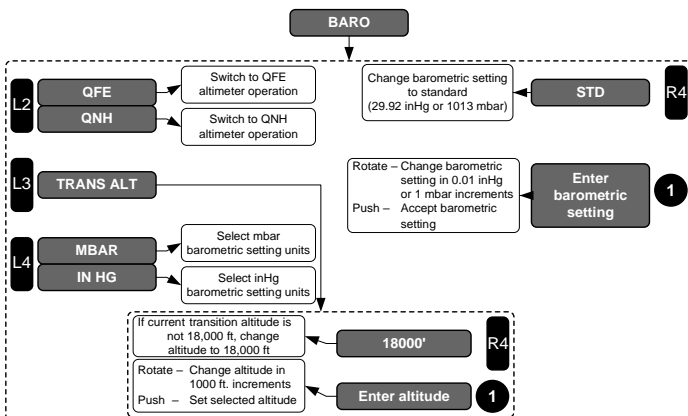 BARO
L2
QFE
Switch to QFE
altimeter operation
QNH
Switch to QNH
altimeter operation
Change barometric setting
to standard
(29.92 inHg or 1013 mbar)
STD
R4
L3
TRANS ALT
Rotate – Change barometric
setting in 0.01 inHg
or 1 mbar increments
Push – Accept barometric
setting
Enter
barometric
setting
1
L4
MBAR
Select mbar
barometric setting units
IN HG
Select inHg
barometric setting units
If current transition altitude is
not 18,000 ft, change
altitude to 18,000 ft
18000'
R4
Rotate – Change altitude in
1000 ft. increments
Push – Set selected altitude
Enter altitude
1